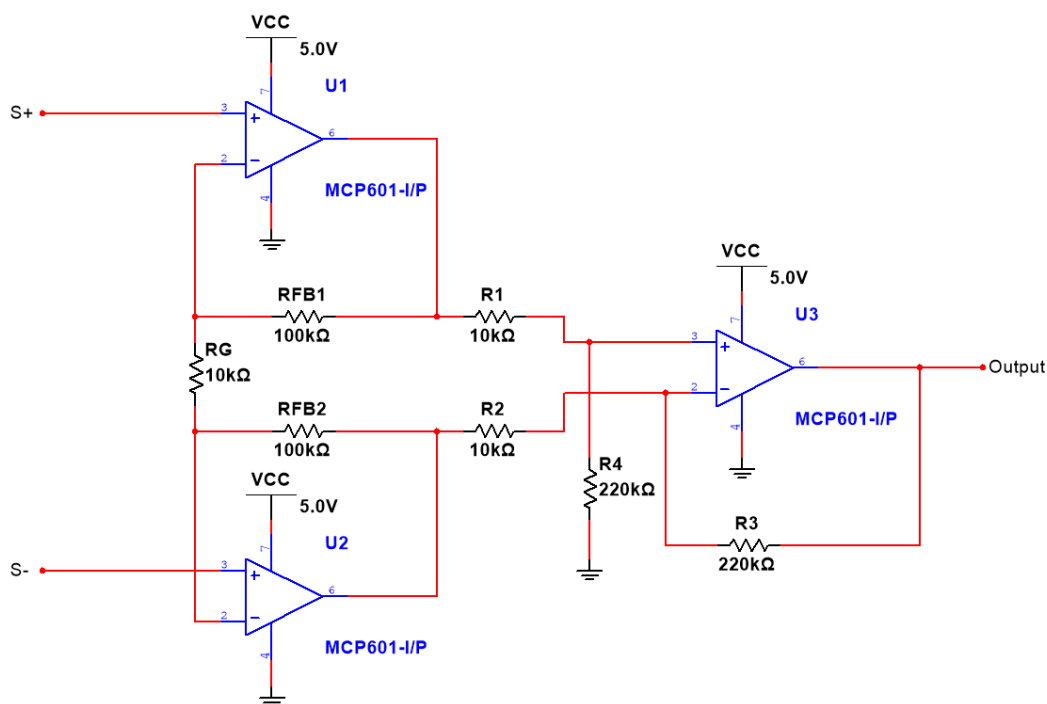 VCC
5.0V
U1
S+
3
+
7
6
2
−
4
MCP601-I/P
RFB1
100kΩ
R1
10kΩ
VCC
5.0V
U3
7
3
+
6
Output
2
−
4
MCP601-I/P
RG
10kΩ
RFB2
100kΩ
R2
10kΩ
R4
220kΩ
R3
220kΩ
VCC
5.0V
U2
7
S-
3
+
6
2
−
4
MCP601-I/P